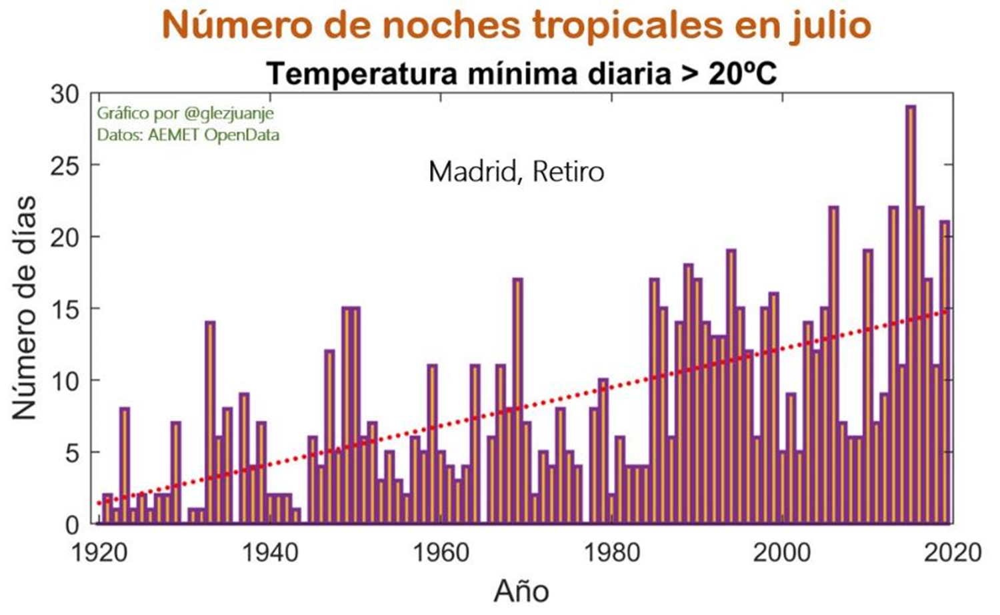 Número de noches tropicales en julio
Temperatura mínima diaria > 20ºC
Gráfico por @glezjuanje
Datos: AEMET OpenData
Madrid, Retiro
Número de días
30
25
20
15
10
5
0
1920 1940 1960 1980 2000 2020
Año